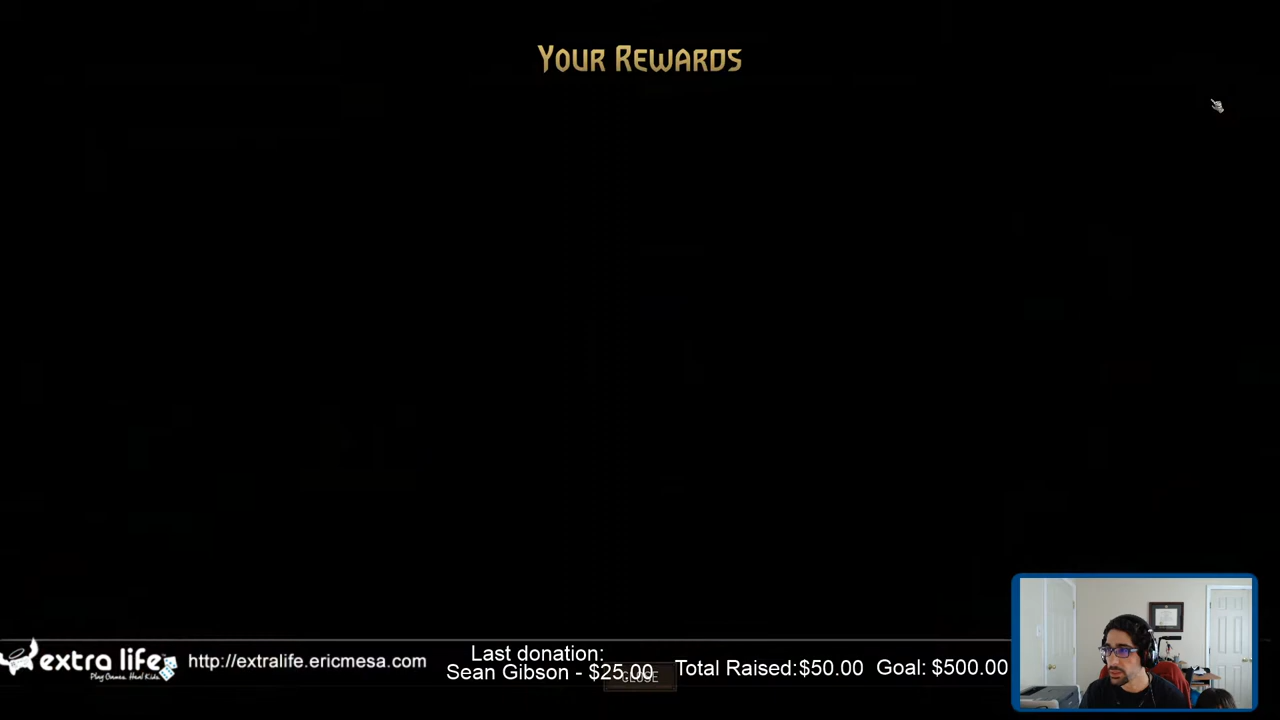 Your Rewards
Last donation:
extra life
Play Games. Heal Kids.
http://extralife.ericmesa.com
Sean Gibson - $25.00
Total Raised:$50.00
Goal: $500.00
CLOSE